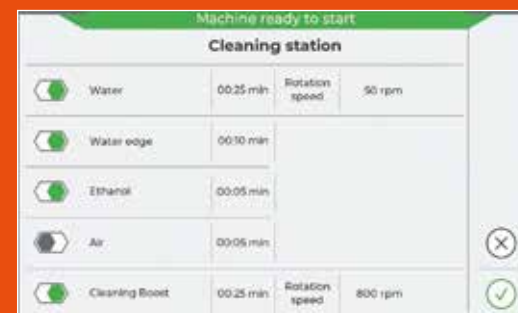 Machine ready to start
Cleaning station
Water 00:25 min Rotation speed 50 rpm
Water edge 00:10 min
Ethanol 00:05 min
Air 00:05 min
Cleaning Boost 00:25 min Rotation speed 800 rpm